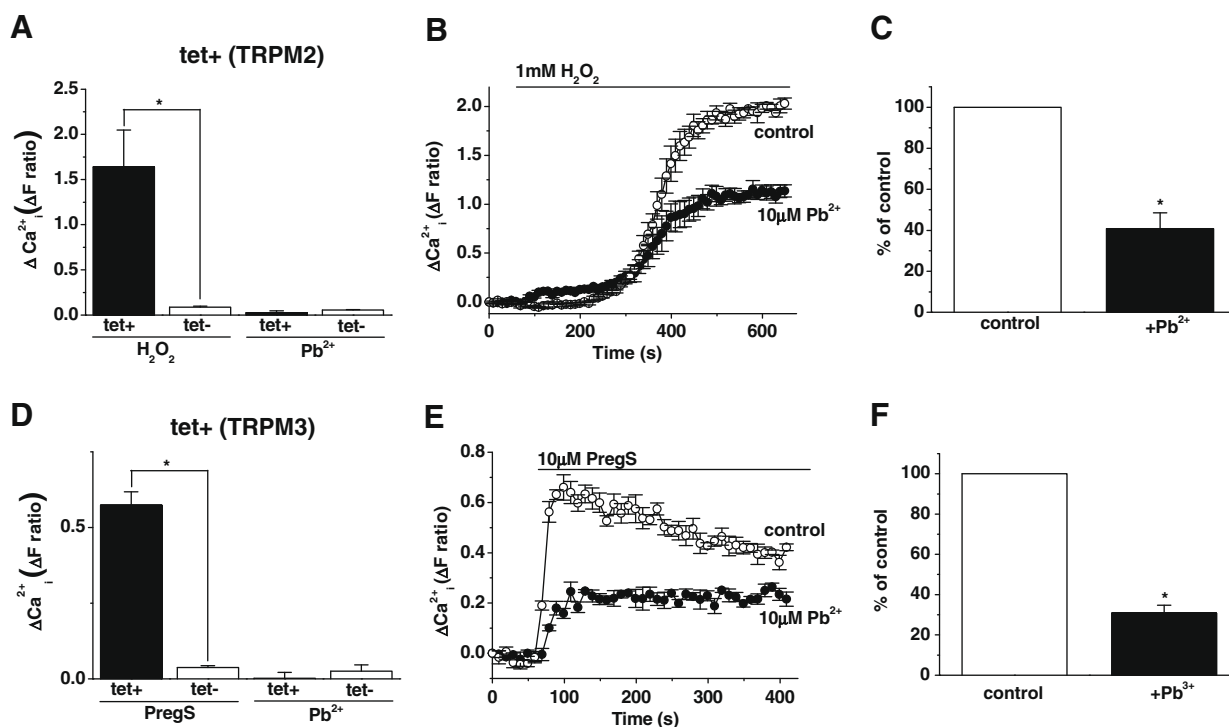 A
tet+ (TRPM2)
Δ Ca²⁺ᵢ (ΔF ratio)
2.5
2.0
1.5
1.0
0.5
0.0
*
tet+ tet- tet+ tet-
H₂O₂ Pb²⁺
B
1mM H₂O₂
ΔCa²⁺ᵢ (ΔF ratio)
2.0
1.5
1.0
0.5
0.0
control
10µM Pb²⁺
0 200 400 600
Time (s)
C
% of control
100
80
60
40
20
0
*
control +Pb²⁺
D
tet+ (TRPM3)
ΔCa²⁺ᵢ (ΔF ratio)
0.5
0.0
*
tet+ tet- tet+ tet-
PregS Pb²⁺
E
10µM PregS
ΔCa²⁺ᵢ (ΔF ratio)
0.8
0.6
0.4
0.2
0.0
control
10µM Pb²⁺
0 100 200 300 400
Time (s)
F
% of control
100
80
60
40
20
0
*
control +Pb³⁺